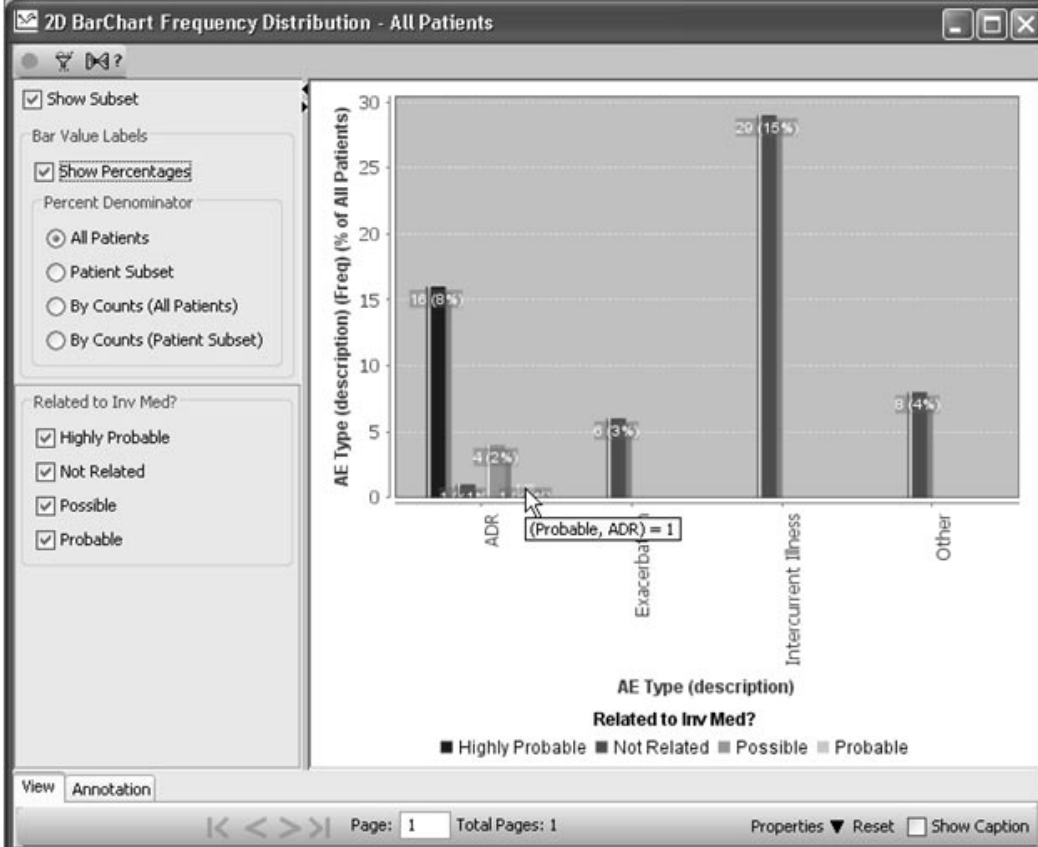 2D BarChart Frequency Distribution - All Patients
?
Show Subset
Bar Value Labels
Show Percentages
Percent Denominator
All Patients
Patient Subset
By Counts (All Patients)
By Counts (Patient Subset)
Related to Inv Med?
Highly Probable
Not Related
Possible
Probable
AE Type (description) (Freq) (% of All Patients)
30
25
20
15
10
5
0
29 (15%)
16 (8%)
8 (4%)
6 (3%)
4 (2%)
(Probable, ADR) = 1
ADR
Intercurrent Illness
Other
AE Type (description)
Related to Inv Med?
Highly Probable Not Related Possible Probable
View Annotation
Page: 1 Total Pages: 1 Properties Reset Show Caption